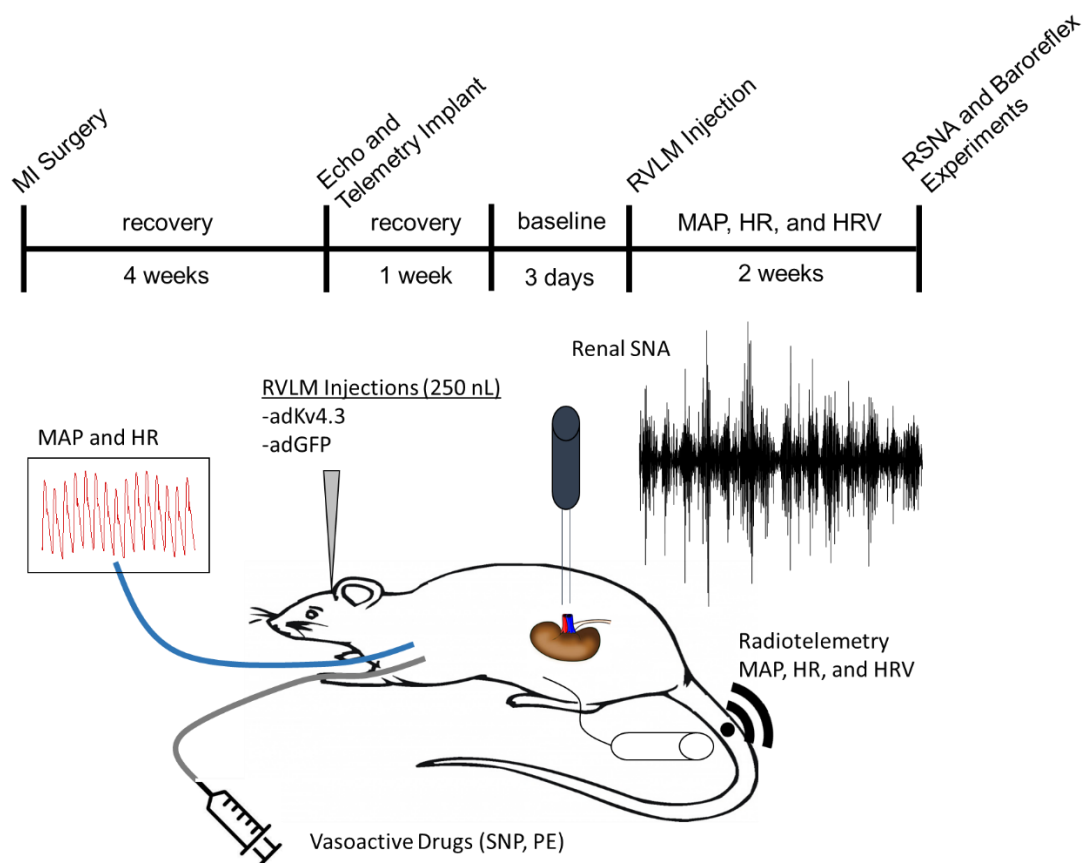 MI Surgery
Echo and
Telemetry Implant
RVLM Injection
RSNA and Baroreflex
Experiments
recovery
recovery
baseline
MAP, HR, and HRV
4 weeks
1 week
3 days
2 weeks
Renal SNA
RVLM Injections (250 nL)
-adKv4.3
-adGFP
MAP and HR
Radiotelemetry
MAP, HR, and HRV
Vasoactive Drugs (SNP, PE)